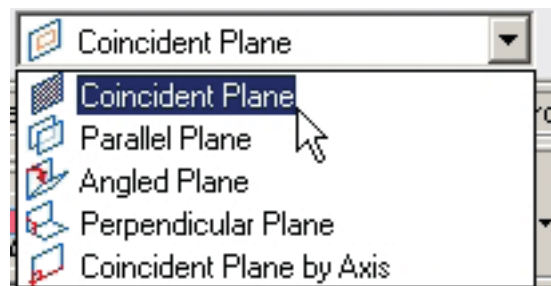 Coincident Plane
Coincident Plane
Parallel Plane
Angled Plane
Perpendicular Plane
Coincident Plane by Axis